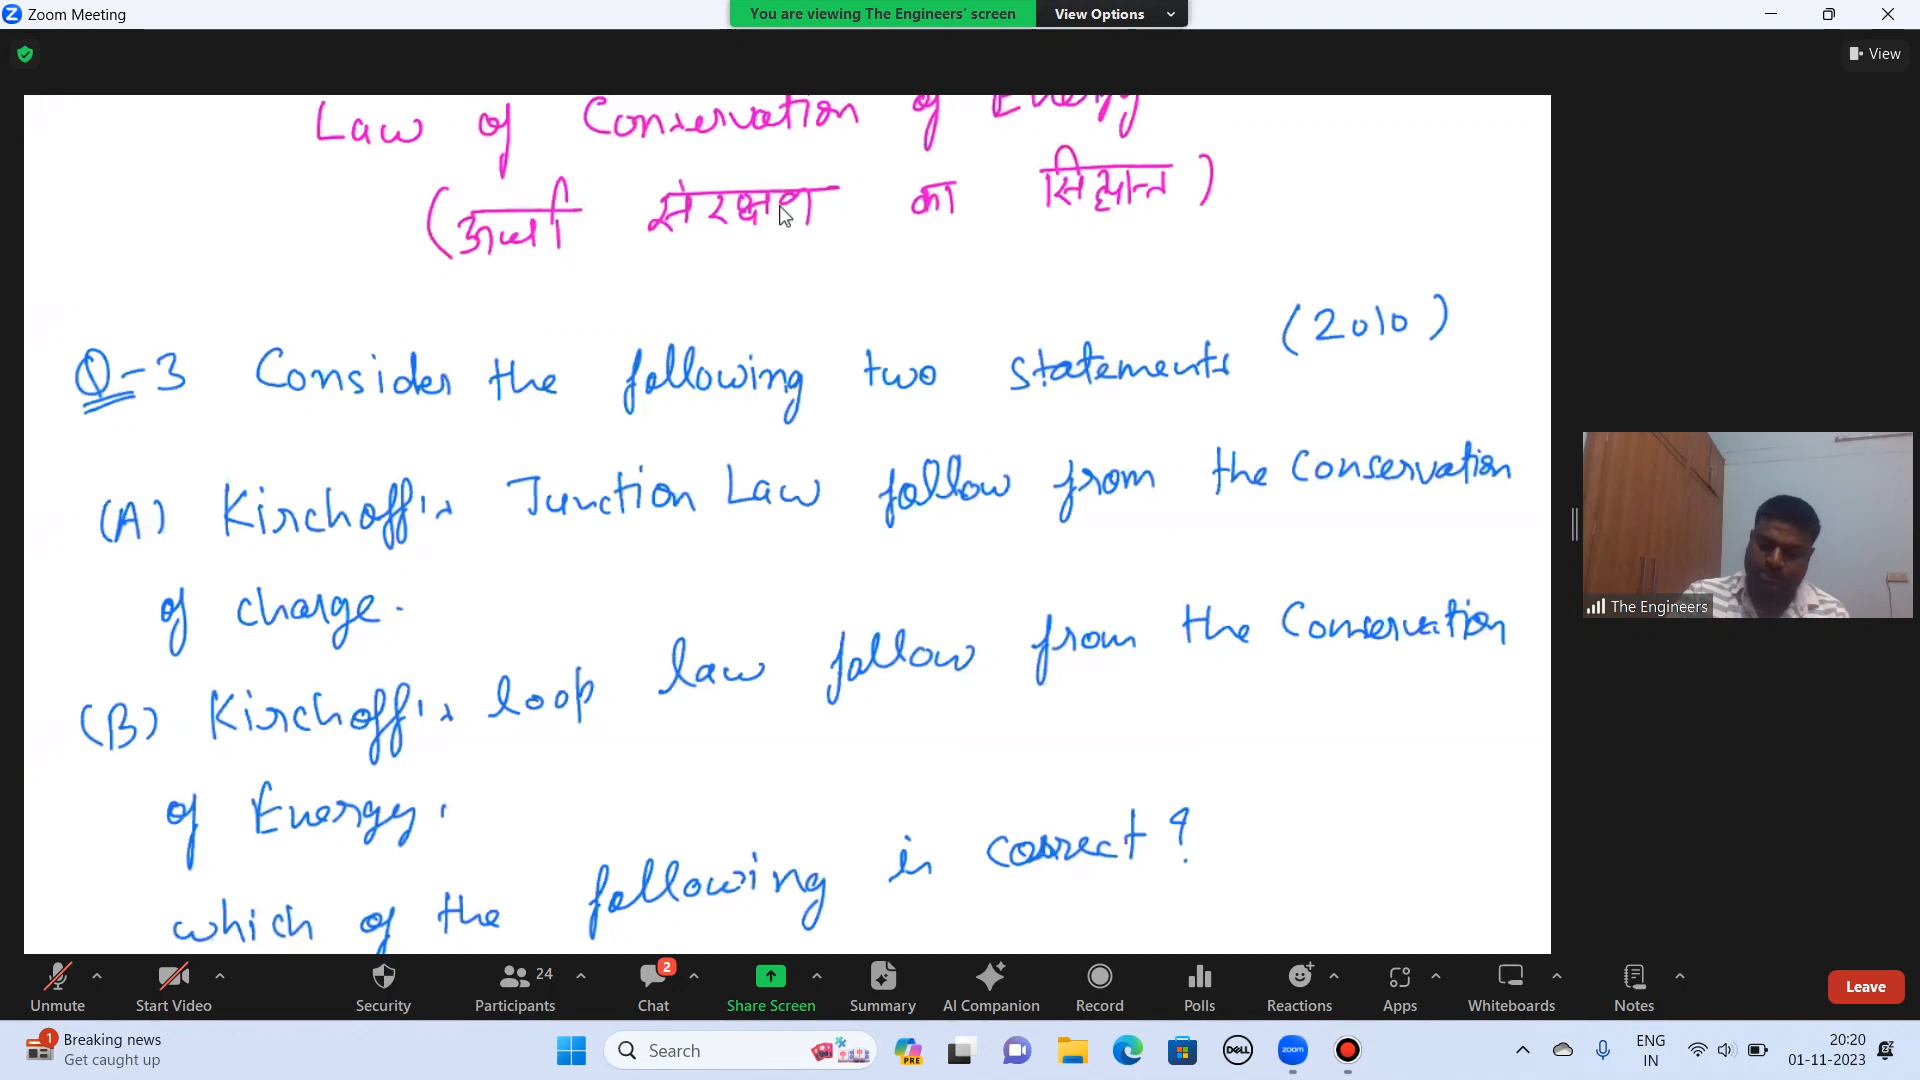 Zoom Meeting
You are viewing The Engineers' screen
View Options
View
Law of Conservation of Energy
(ऊर्जा संरक्षण का सिद्धान्त)
(2010)
Q-3 Consider the following two statements
(A) Kirchoff's Junction Law follow from the Conservation
of charge.
(B) Kirchoff's loop law follow from the Conservation
of Energy.
which of the following is correct?
The Engineers
Unmute
Start Video
Security
Participants
24
Chat
2
Share Screen
Summary
AI Companion
Record
Polls
Reactions
Apps
Whiteboards
Notes
Leave
1
Breaking news
Get caught up
Search
PRE
DELL
zoom
ENG
IN
20:20
01-11-2023